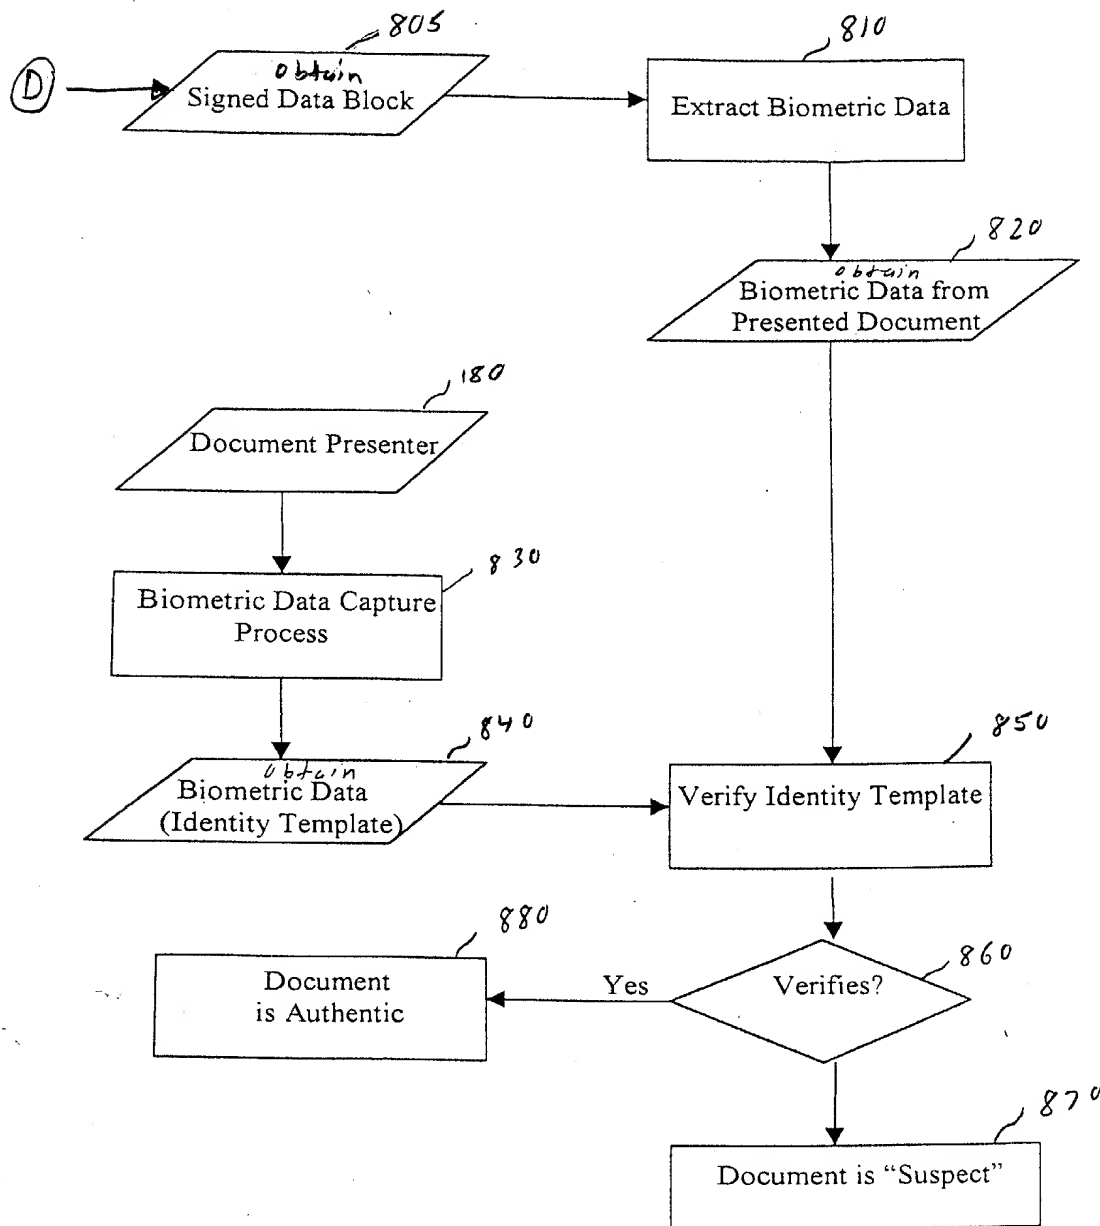 805
D
obtain
Signed Data Block
810
Extract Biometric Data
820
obtain
Biometric Data from
Presented Document
180
Document Presenter
830
Biometric Data Capture
Process
840
obtain
Biometric Data
(Identity Template)
850
Verify Identity Template
860
Verifies?
Yes
880
Document
is Authentic
870
Document is “Suspect”